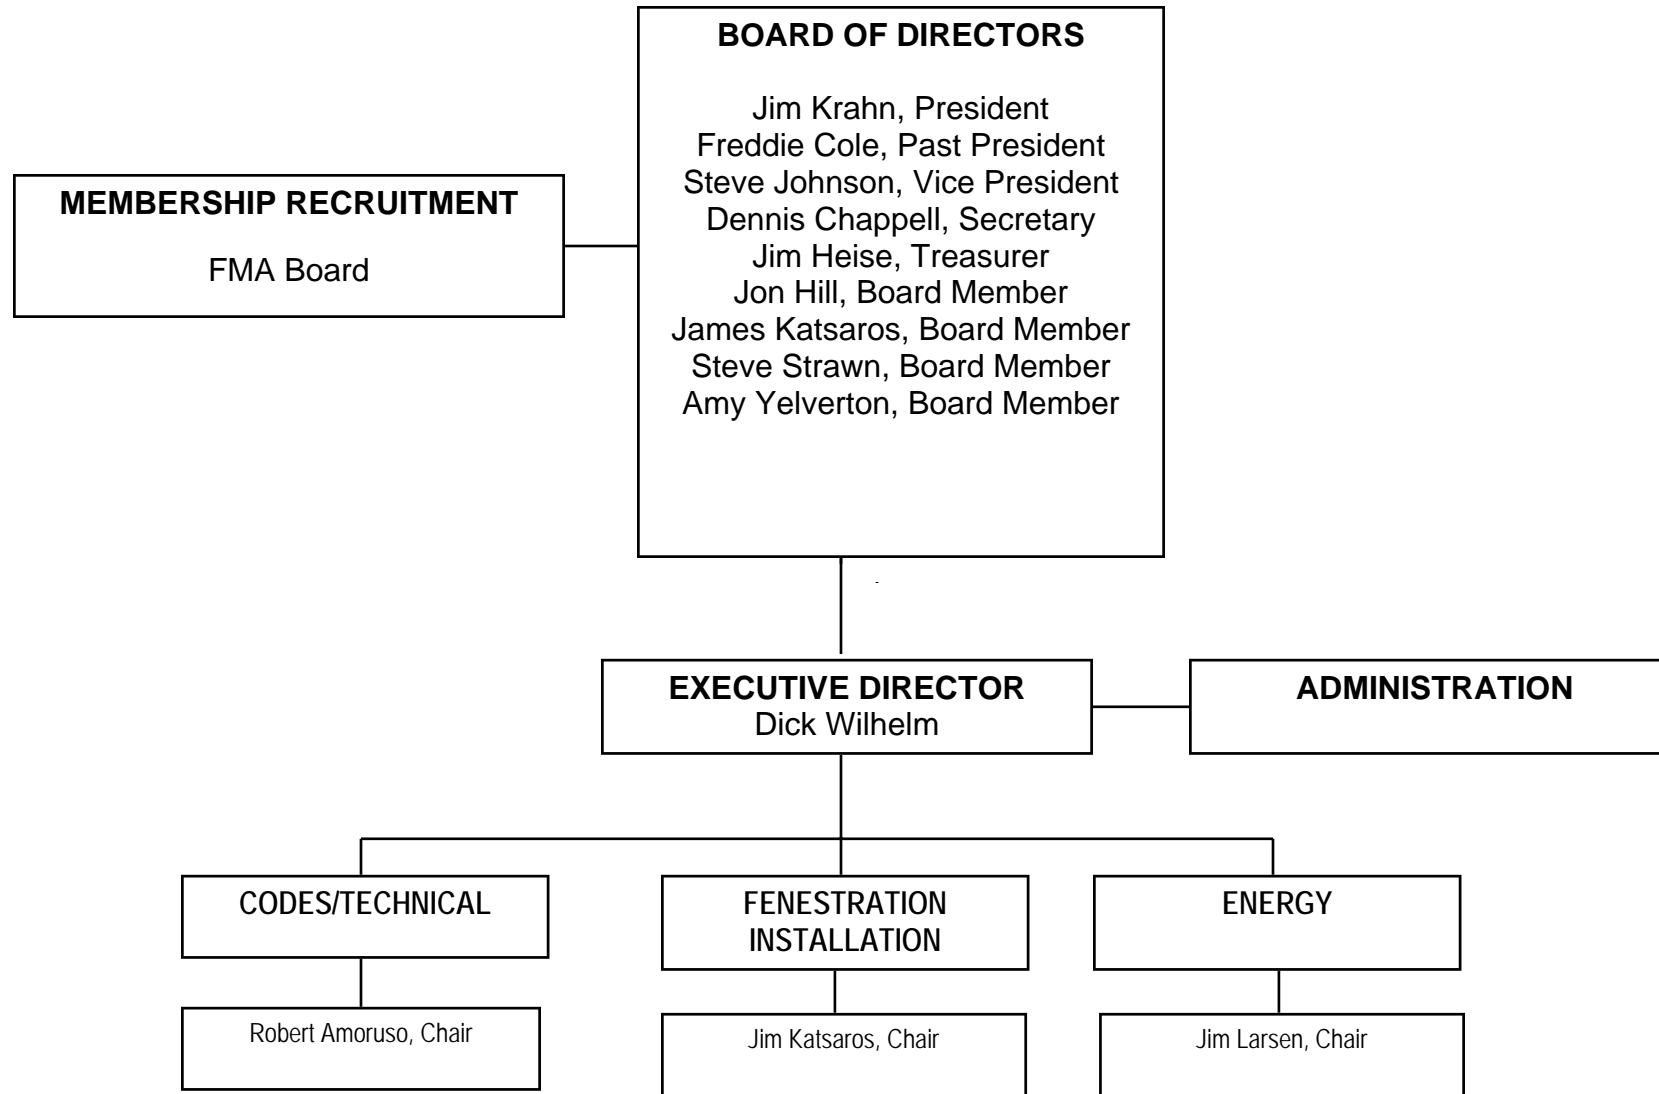 BOARD OF DIRECTORS
Jim Krahn, President
Freddie Cole, Past President
Steve Johnson, Vice President
Dennis Chappell, Secretary
Jim Heise, Treasurer
Jon Hill, Board Member
James Katsaros, Board Member
Steve Strawn, Board Member
Amy Yelverton, Board Member
MEMBERSHIP RECRUITMENT
FMA Board
EXECUTIVE DIRECTOR
Dick Wilhelm
ADMINISTRATION
CODES/TECHNICAL
Robert Amoruso, Chair
FENESTRATION
INSTALLATION
Jim Katsaros, Chair
ENERGY
Jim Larsen, Chair